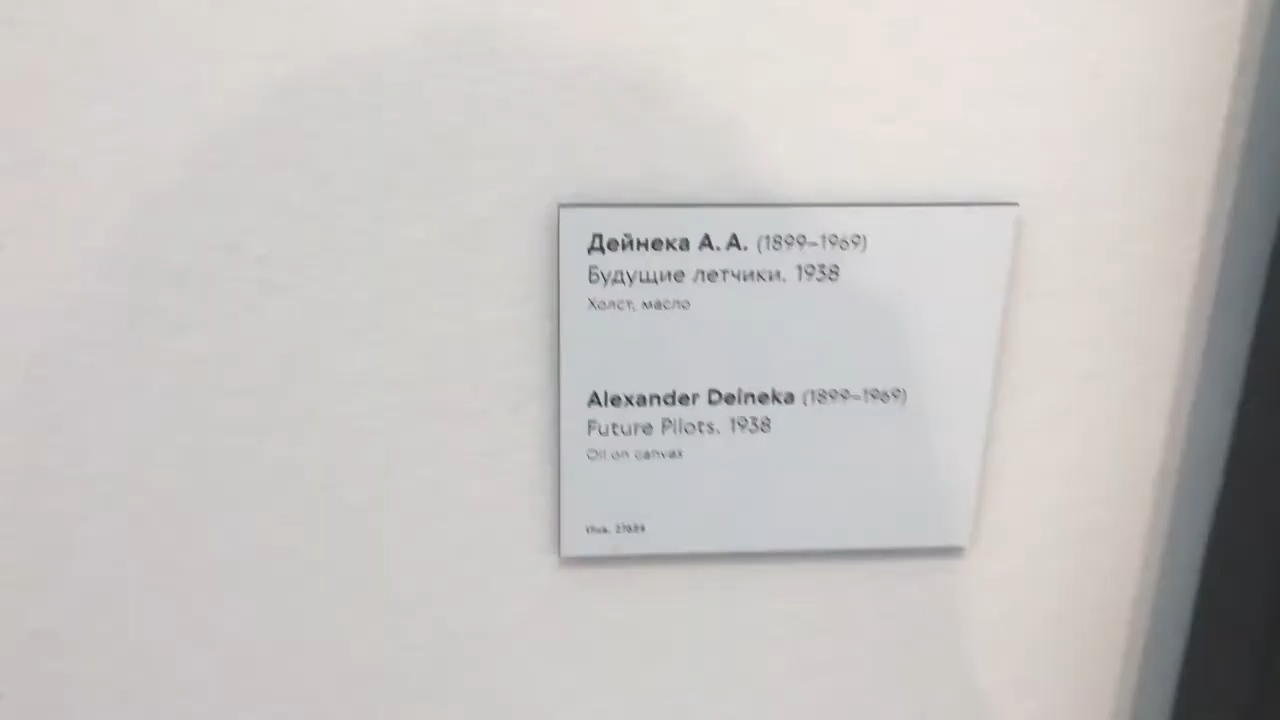 Дейнека А. А. (1899–1969)
Будущие летчики. 1938
Холст, масло
Alexander Deineka (1899–1969)
Future Pilots. 1938
Oil on canvas